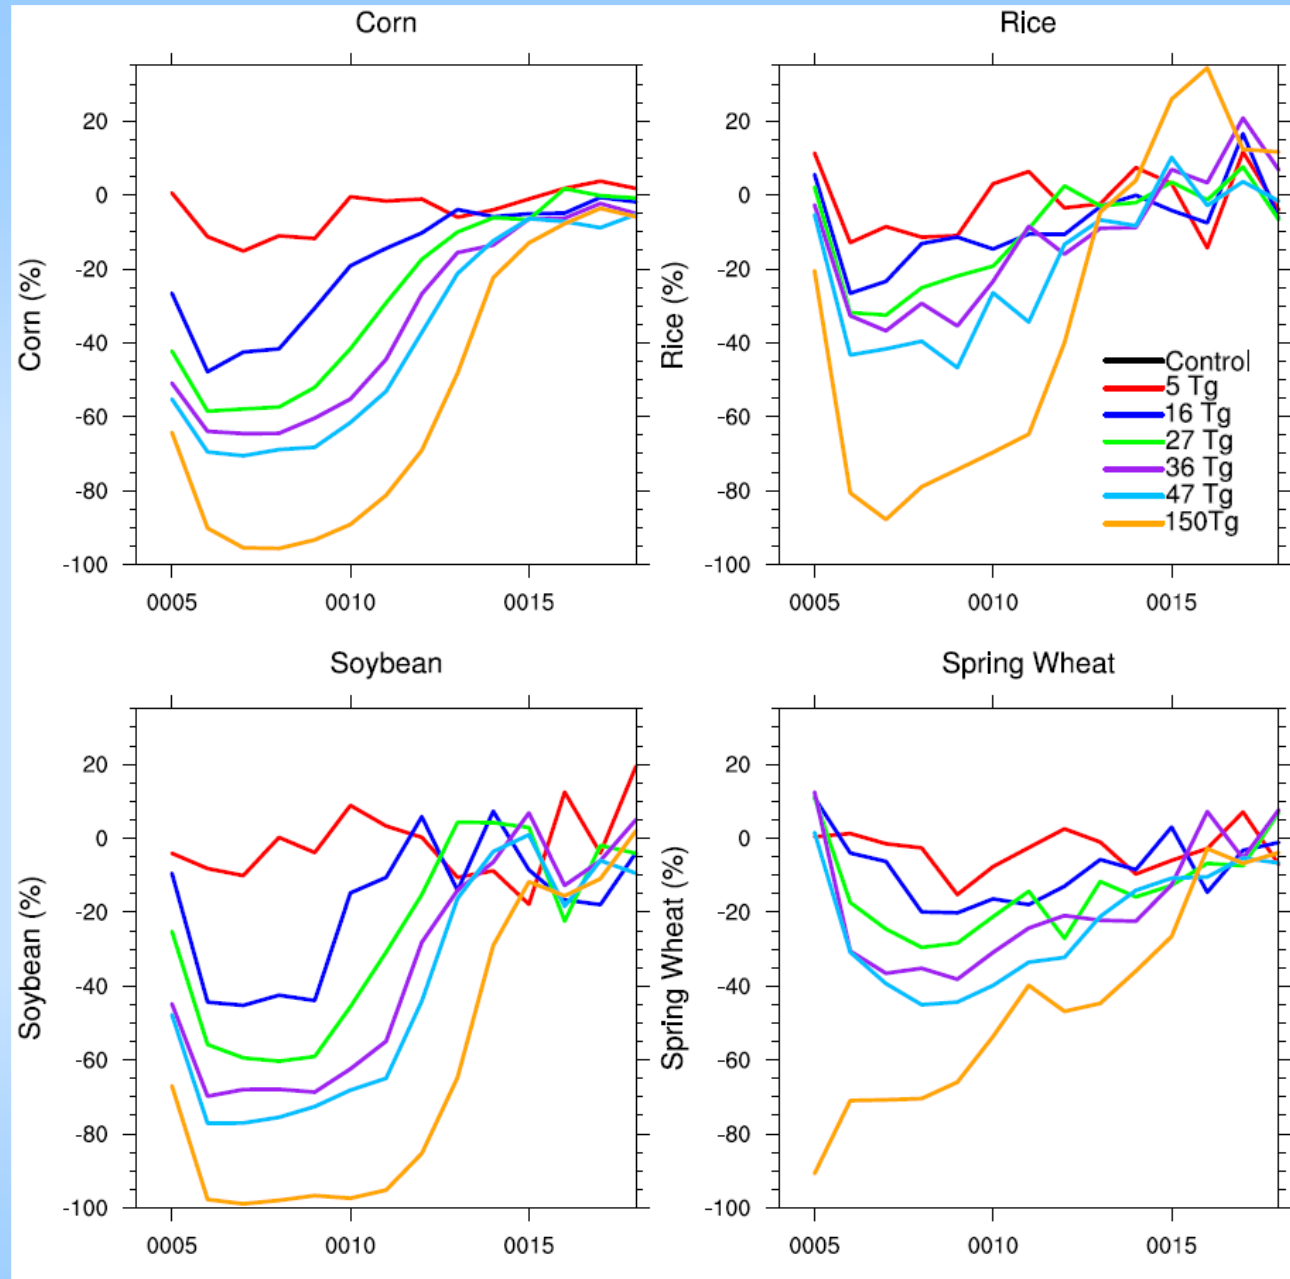 Corn
20
0
-20
-40
-60
-80
-100
Corn (%)
0005 0010 0015
Rice
20
0
-20
-40
-60
-80
-100
Rice (%)
Control
5 Tg
16 Tg
27 Tg
36 Tg
47 Tg
150Tg
0005 0010 0015
Soybean
20
0
-20
-40
-60
-80
-100
Soybean (%)
0005 0010 0015
Spring Wheat
20
0
-20
-40
-60
-80
-100
Spring Wheat (%)
0005 0010 0015